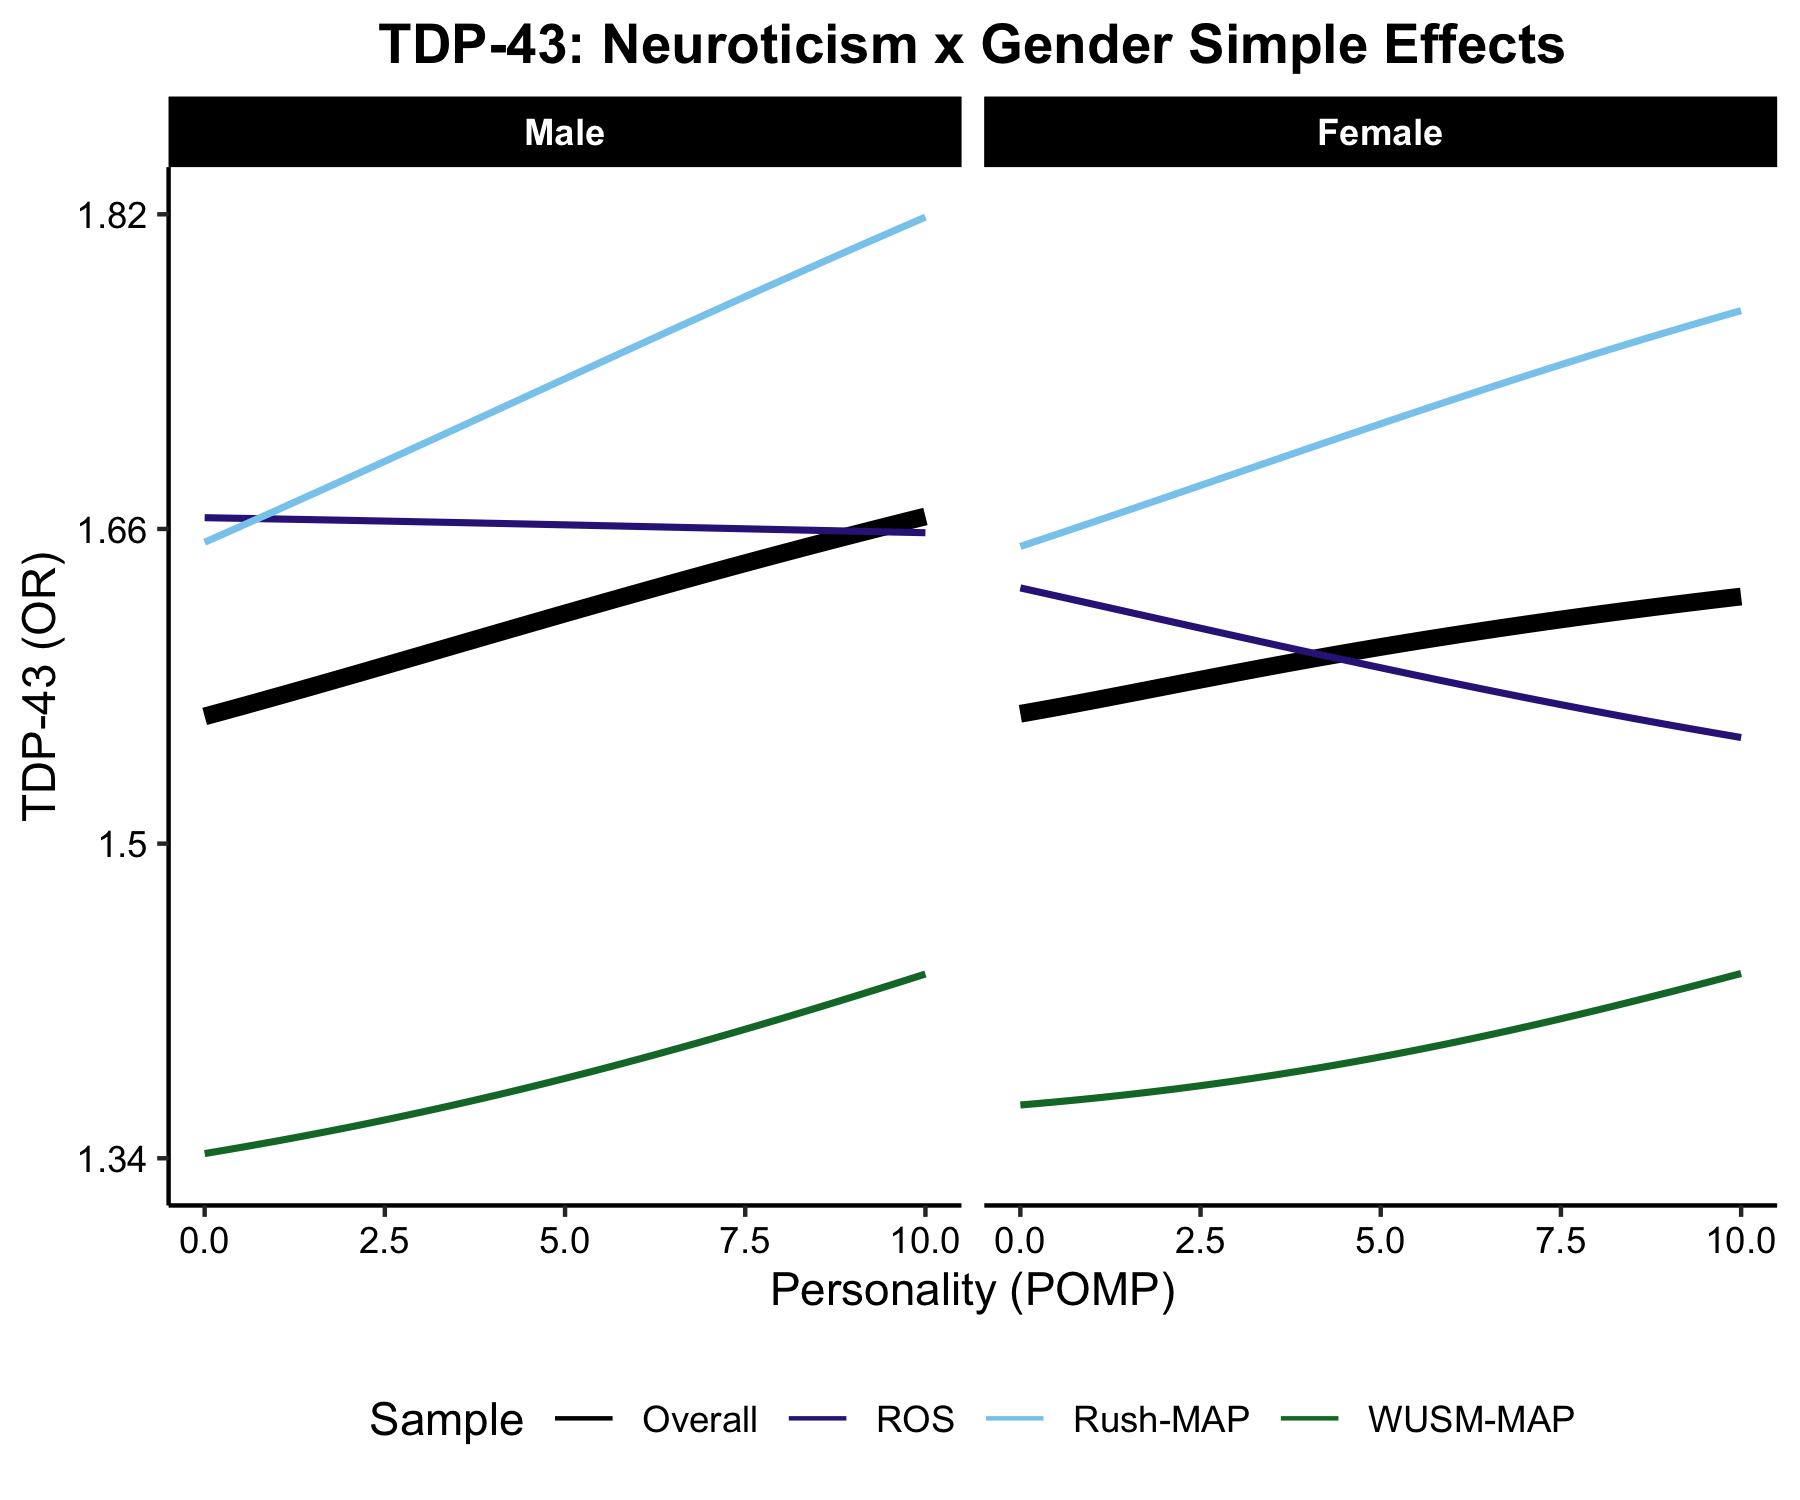 TDP-43: Neuroticism x Gender Simple Effects
Male
Female
TDP-43 (OR)
1.82
1.66
1.5
1.34
0.0 2.5 5.0 7.5 10.0
0.0 2.5 5.0 7.5 10.0
Personality (POMP)
Sample Overall ROS Rush-MAP WUSM-MAP